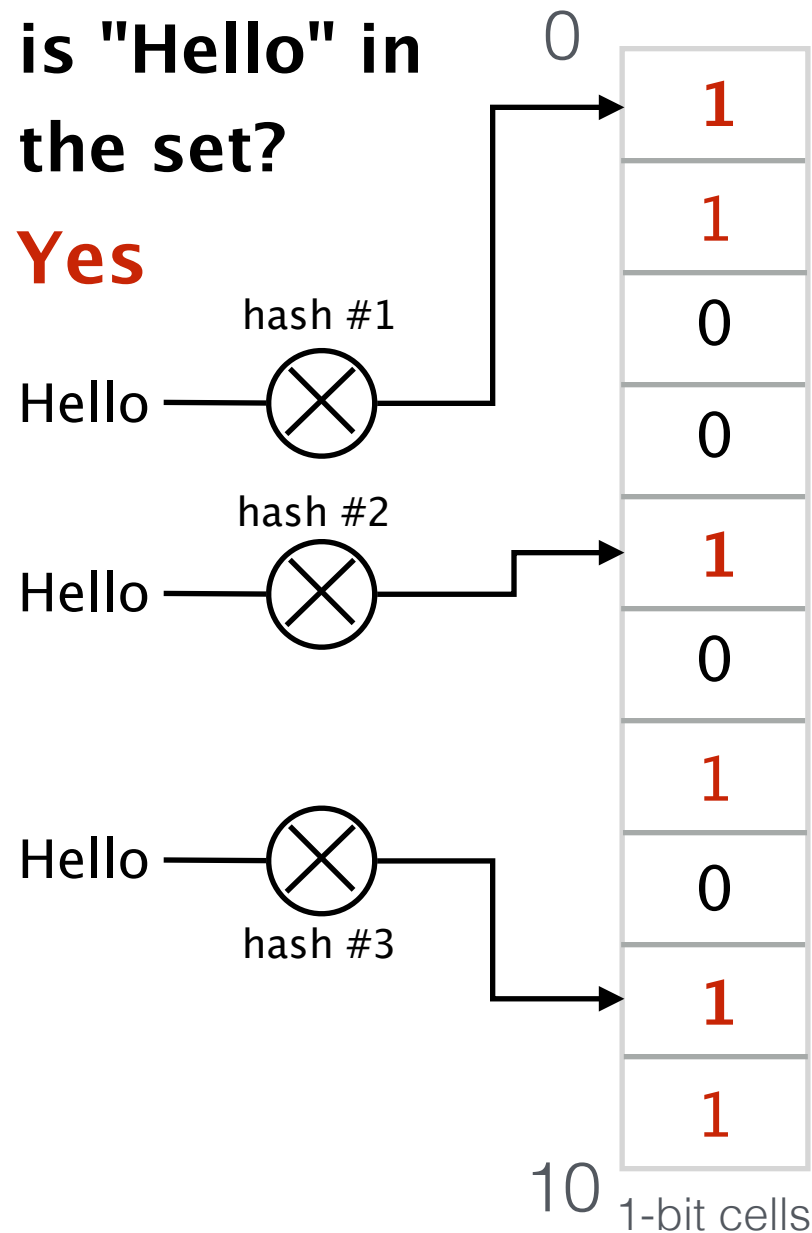 is "Hello" in
the set?
Yes
hash #1
Hello
hash #2
Hello
Hello
hash #3
0
1
1
0
0
1
0
1
0
1
1
10
1-bit cells